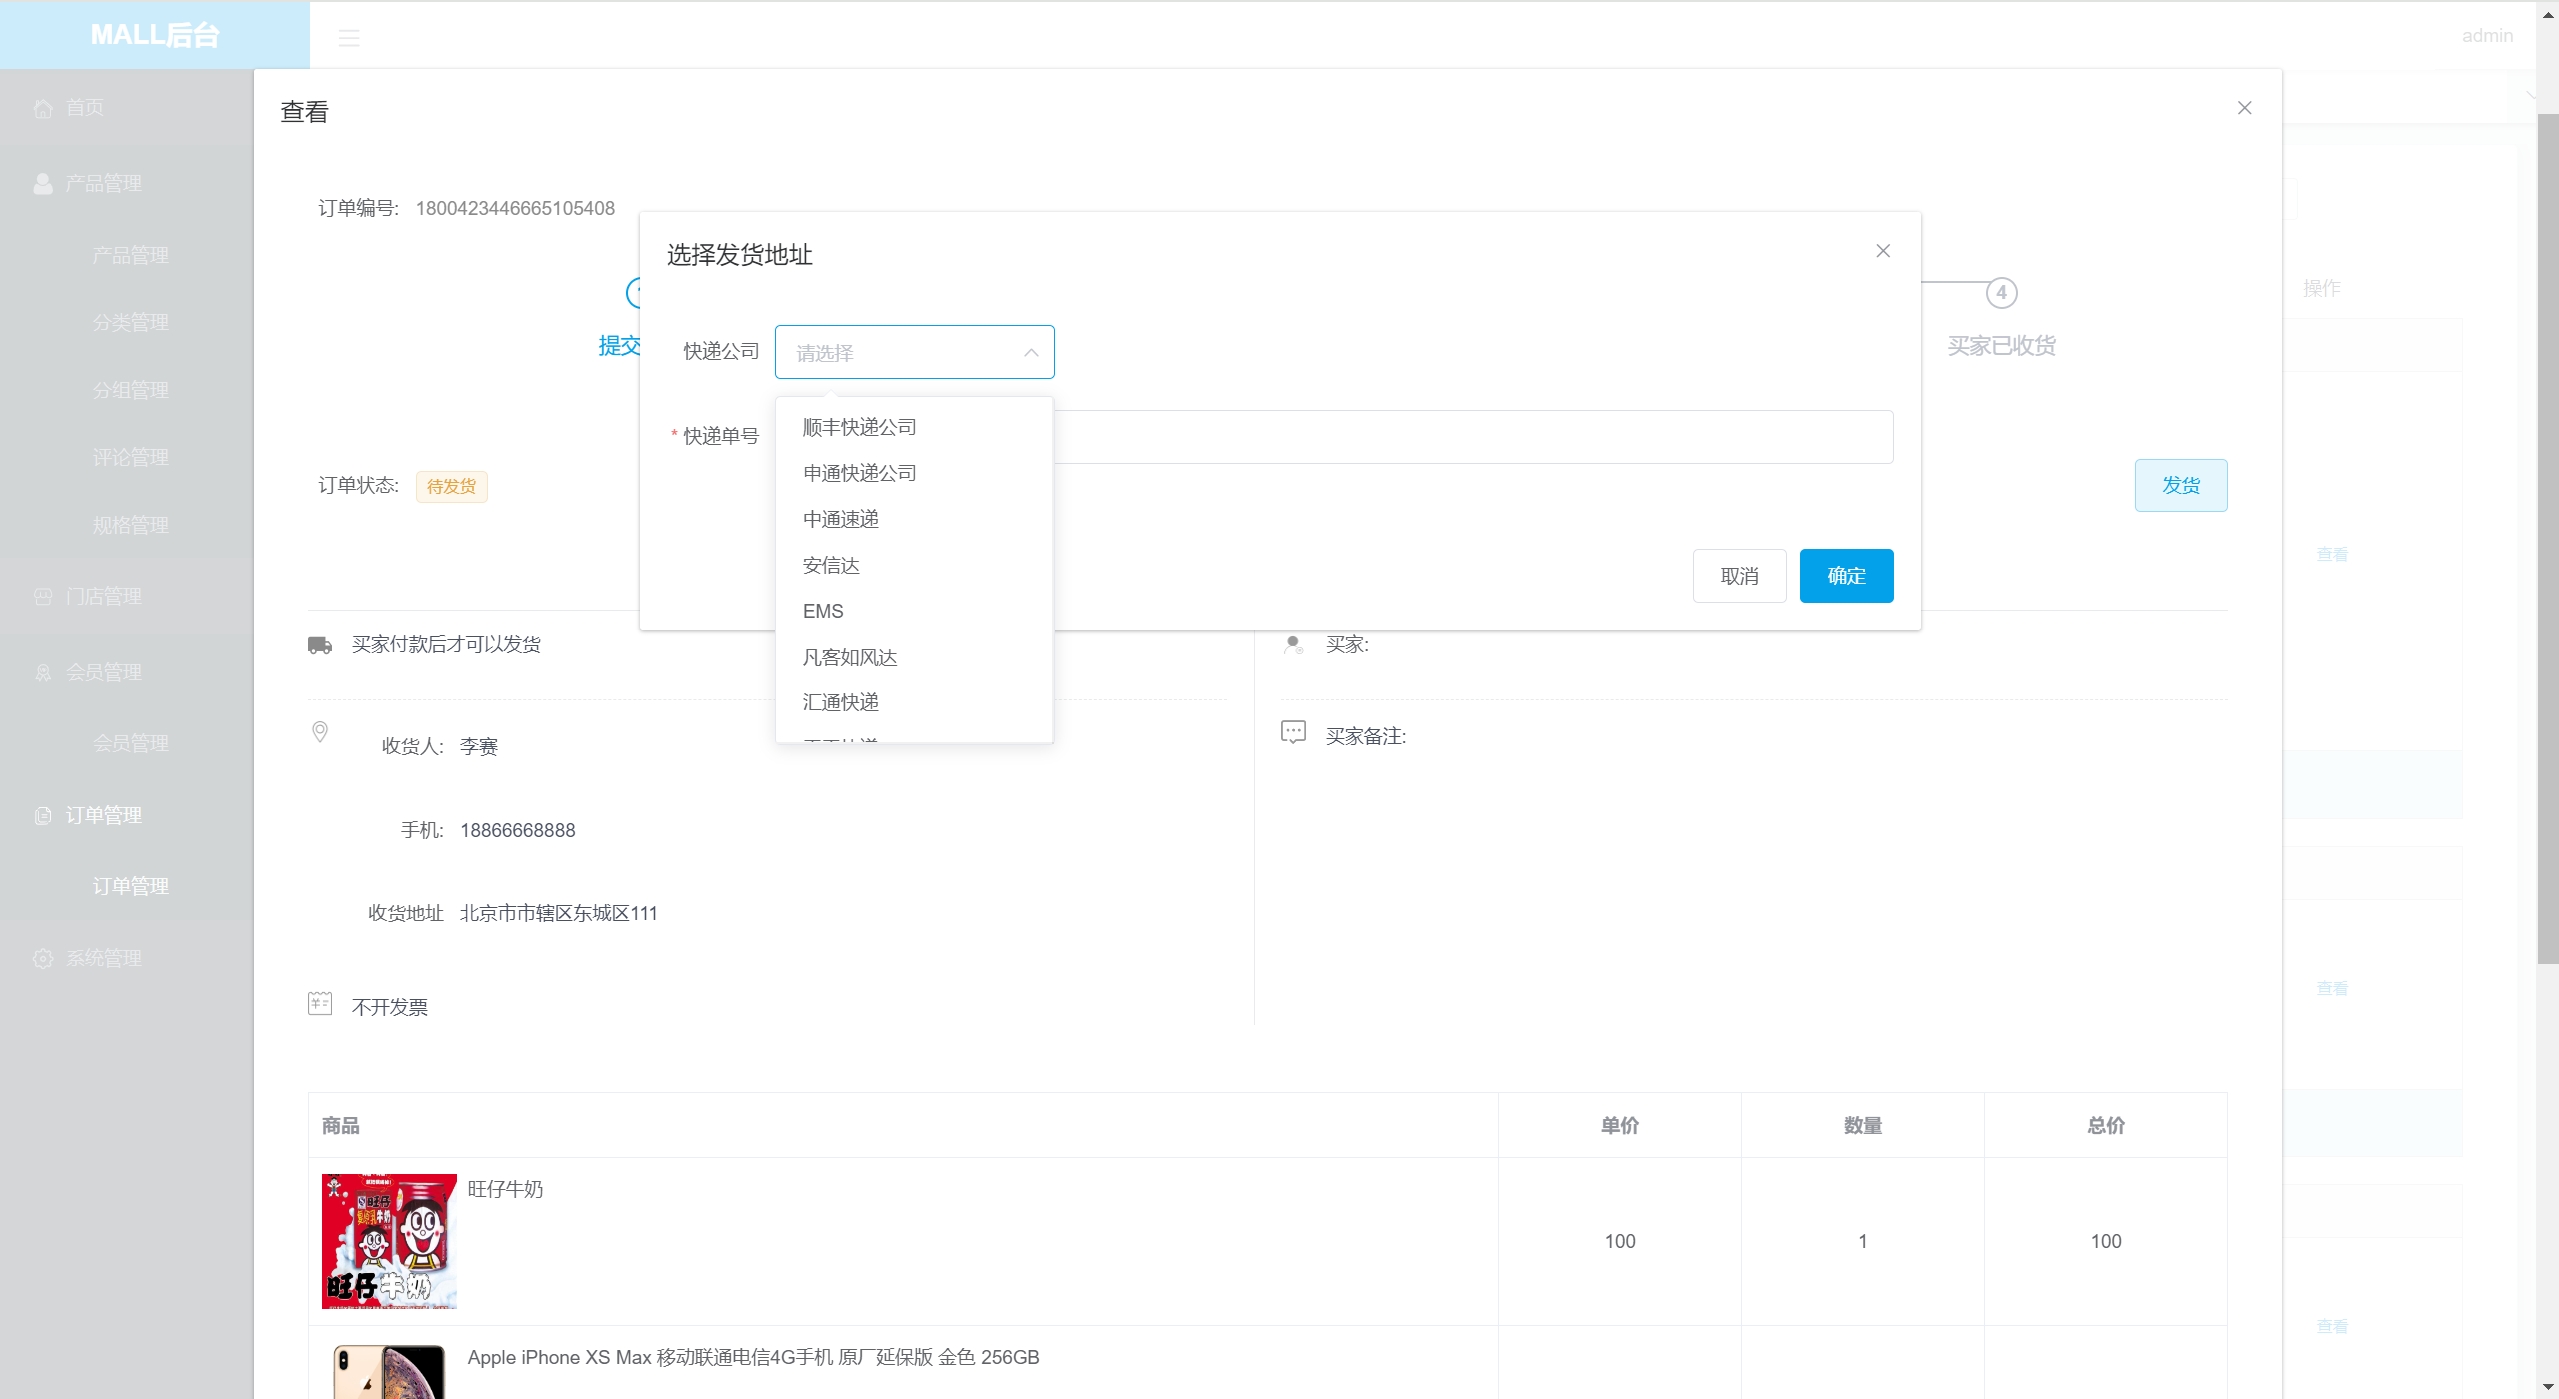 MALL后台
admin
首页
产品管理
产品管理
分类管理
分组管理
评论管理
规格管理
门店管理
会员管理
会员管理
订单管理
订单管理
系统管理
查看
订单编号: 1800423446665105408
提交
4
买家已收货
操作
选择发货地址
快递公司 请选择
* 快递单号
顺丰快递公司
申通快递公司
中通速递
安信达
EMS
凡客如风达
汇通快递
取消 确定
订单状态: 待发货
发货
查看
买家付款后才可以发货
买家:
收货人: 李赛
买家备注:
手机: 18866668888
收货地址 北京市市辖区东城区111
查看
不开发票
商品 单价 数量 总价
旺仔牛奶
旺仔
旺仔牛奶
100 1 100
查看
Apple iPhone XS Max 移动联通电信4G手机 原厂延保版 金色 256GB